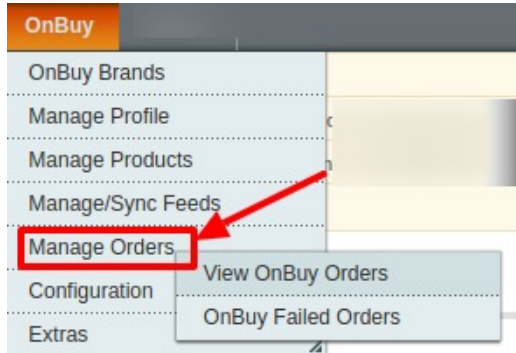 OnBuy
OnBuy Brands
Manage Profile
Manage Products
Manage/Sync Feeds
Manage Orders
View OnBuy Orders
Configuration
OnBuy Failed Orders
Extras